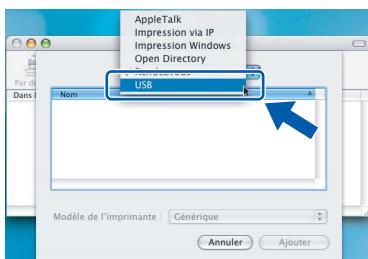 AppleTalk
Impression via IP
Impression Windows
Open Directory
Par
Dans
Nom
USB
Modèle de l'imprimante : Générique
Annuler Ajouter